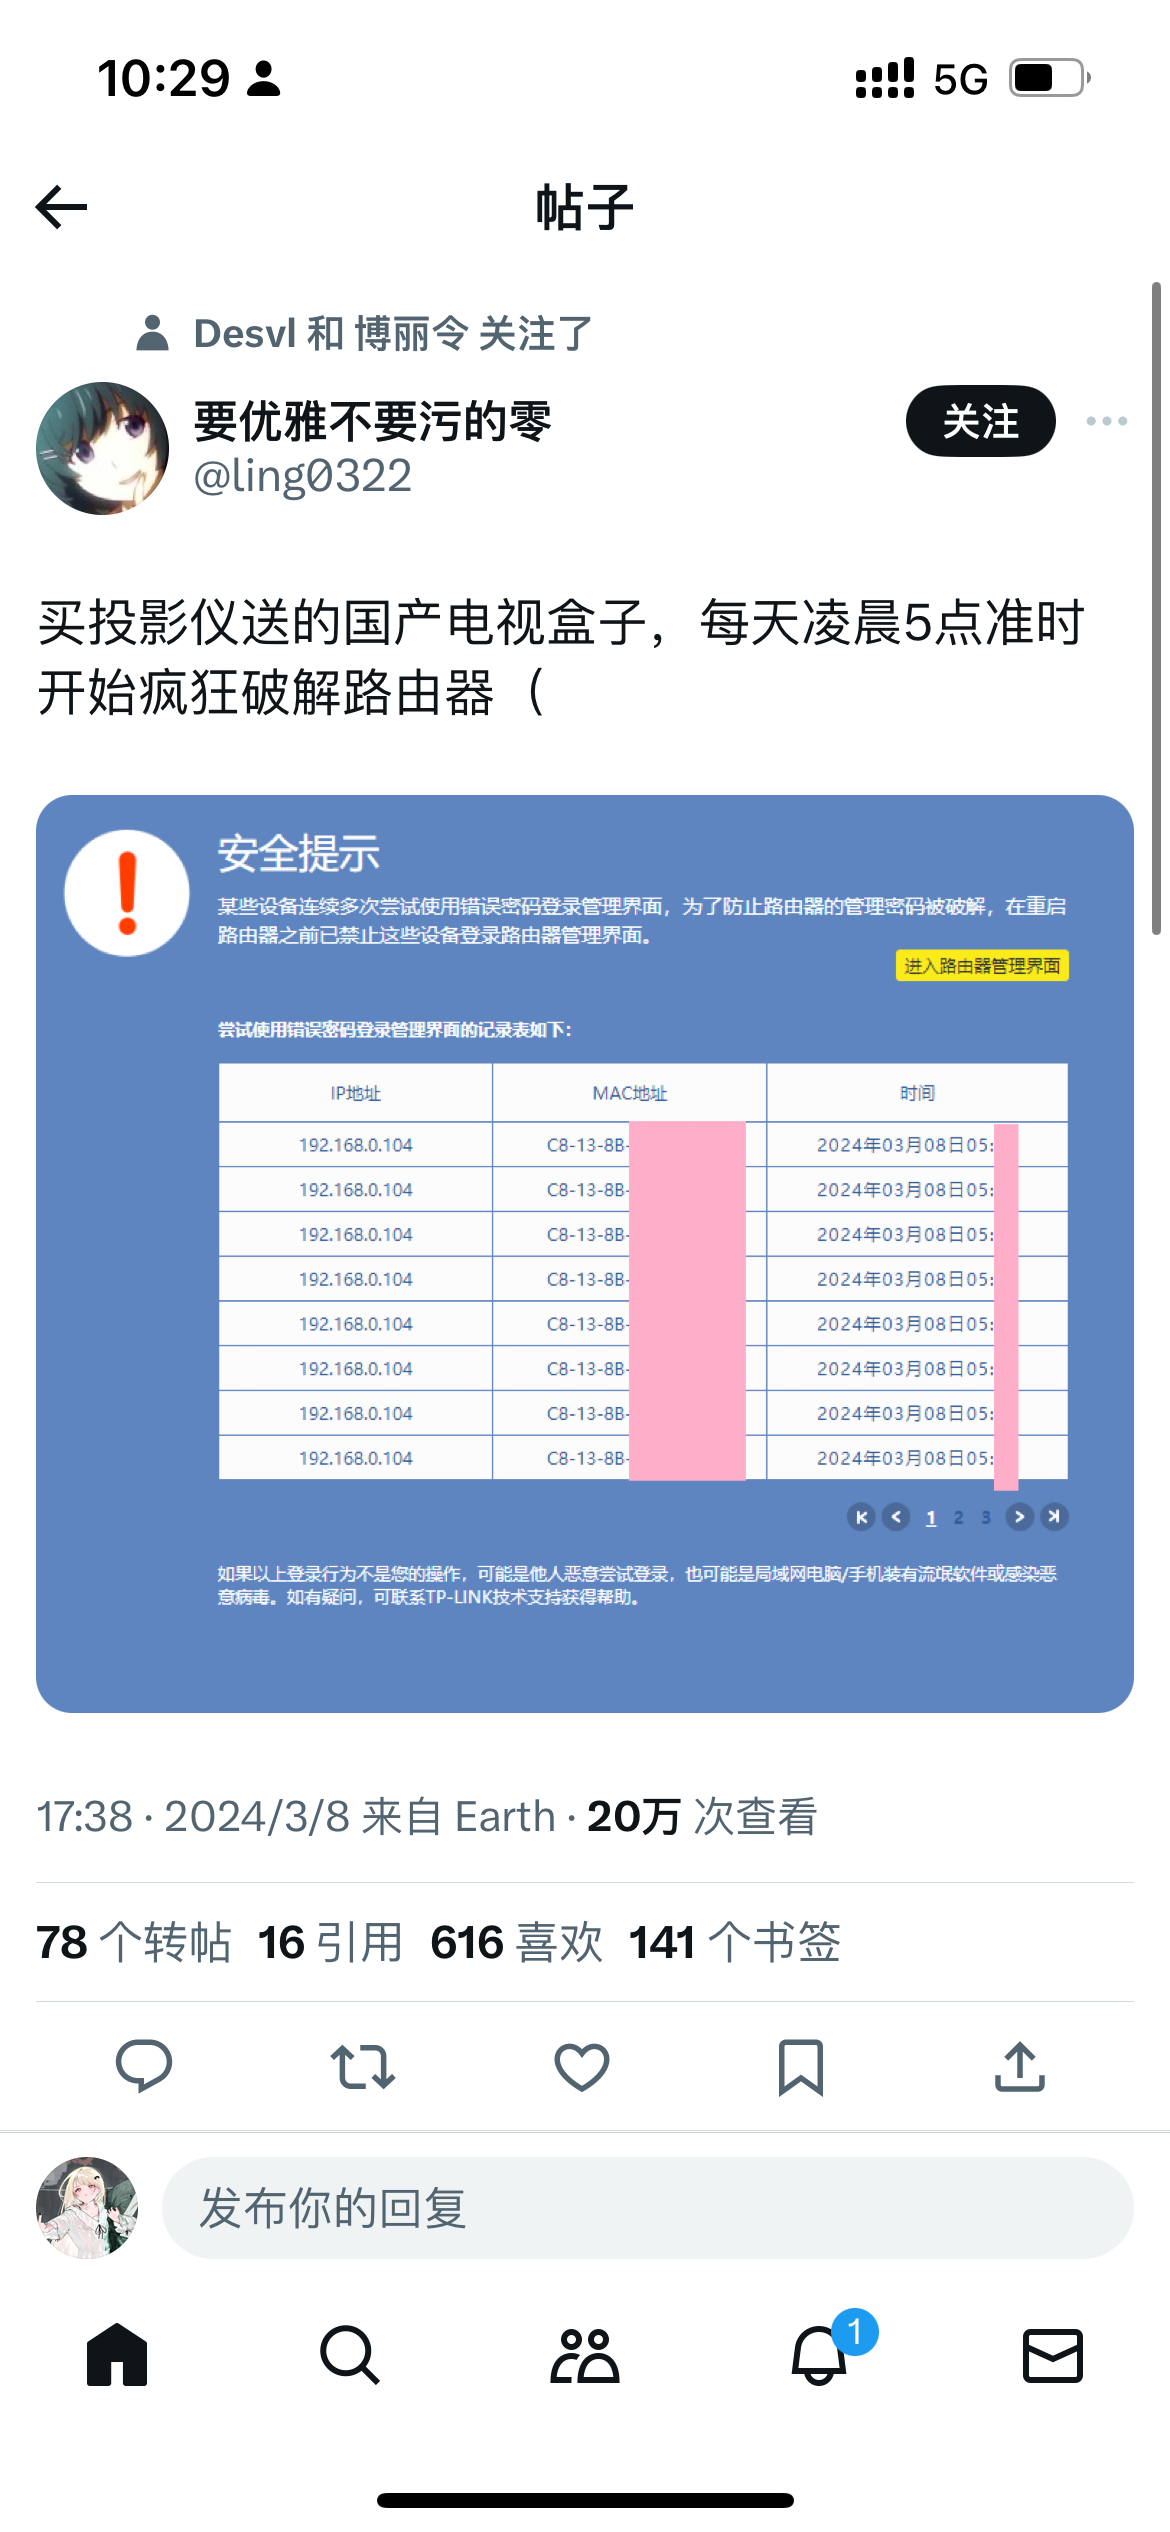 10:29
5G
帖子
Desvl 和 博丽令 关注了
要优雅不要污的零
关注
@ling0322
买投影仪送的国产电视盒子，每天凌晨5点准时
开始疯狂破解路由器（
安全提示
某些设备连续多次尝试使用错误密码登录管理界面，为了防止路由器的管理密码被破解，在重启
路由器之前已禁止这些设备登录路由器管理界面。
进入路由器管理界面
尝试使用错误密码登录管理界面的记录表如下：
IP地址 MAC地址 时间
192.168.0.104 C8-13-8B- 2024年03月08日05:
192.168.0.104 C8-13-8B- 2024年03月08日05:
192.168.0.104 C8-13-8B- 2024年03月08日05:
192.168.0.104 C8-13-8B- 2024年03月08日05:
192.168.0.104 C8-13-8B- 2024年03月08日05:
192.168.0.104 C8-13-8B- 2024年03月08日05:
192.168.0.104 C8-13-8B- 2024年03月08日05:
192.168.0.104 C8-13-8B- 2024年03月08日05:
1 2 3
如果以上登录行为不是您的操作，可能是他人恶意尝试登录，也可能是局域网电脑/手机装有流氓软件或感染恶
意病毒。如有疑问，可联系TP-LINK技术支持获得帮助。
17:38 · 2024/3/8 来自 Earth · 20万 次查看
78 个转帖 16 引用 616 喜欢 141 个书签
发布你的回复
1